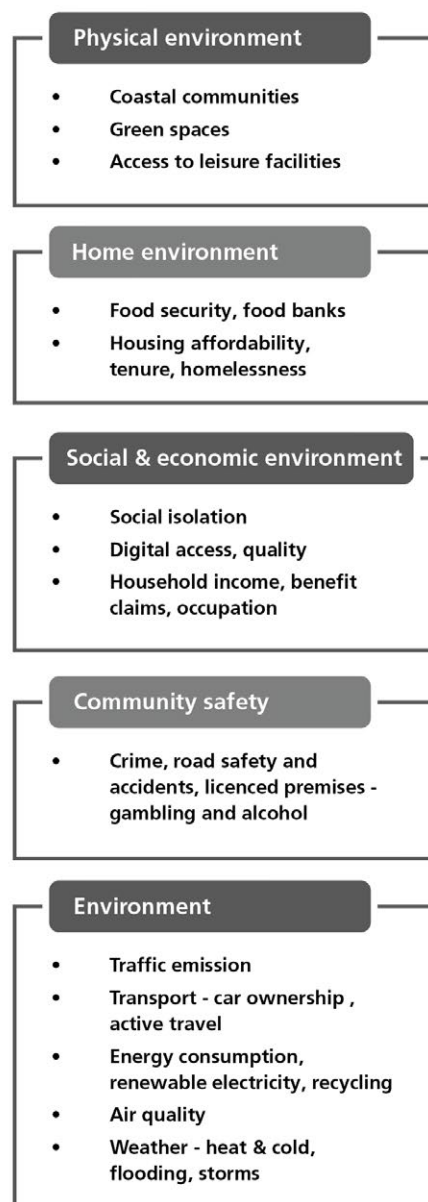 Physical environment
• Coastal communities
• Green spaces
• Access to leisure facilities
Home environment
• Food security, food banks
• Housing affordability,
tenure, homelessness
Social & economic environment
• Social isolation
• Digital access, quality
• Household income, benefit
claims, occupation
Community safety
• Crime, road safety and
accidents, licenced premises -
gambling and alcohol
Environment
• Traffic emission
• Transport - car ownership ,
active travel
• Energy consumption,
renewable electricity, recycling
• Air quality
• Weather - heat & cold,
flooding, storms